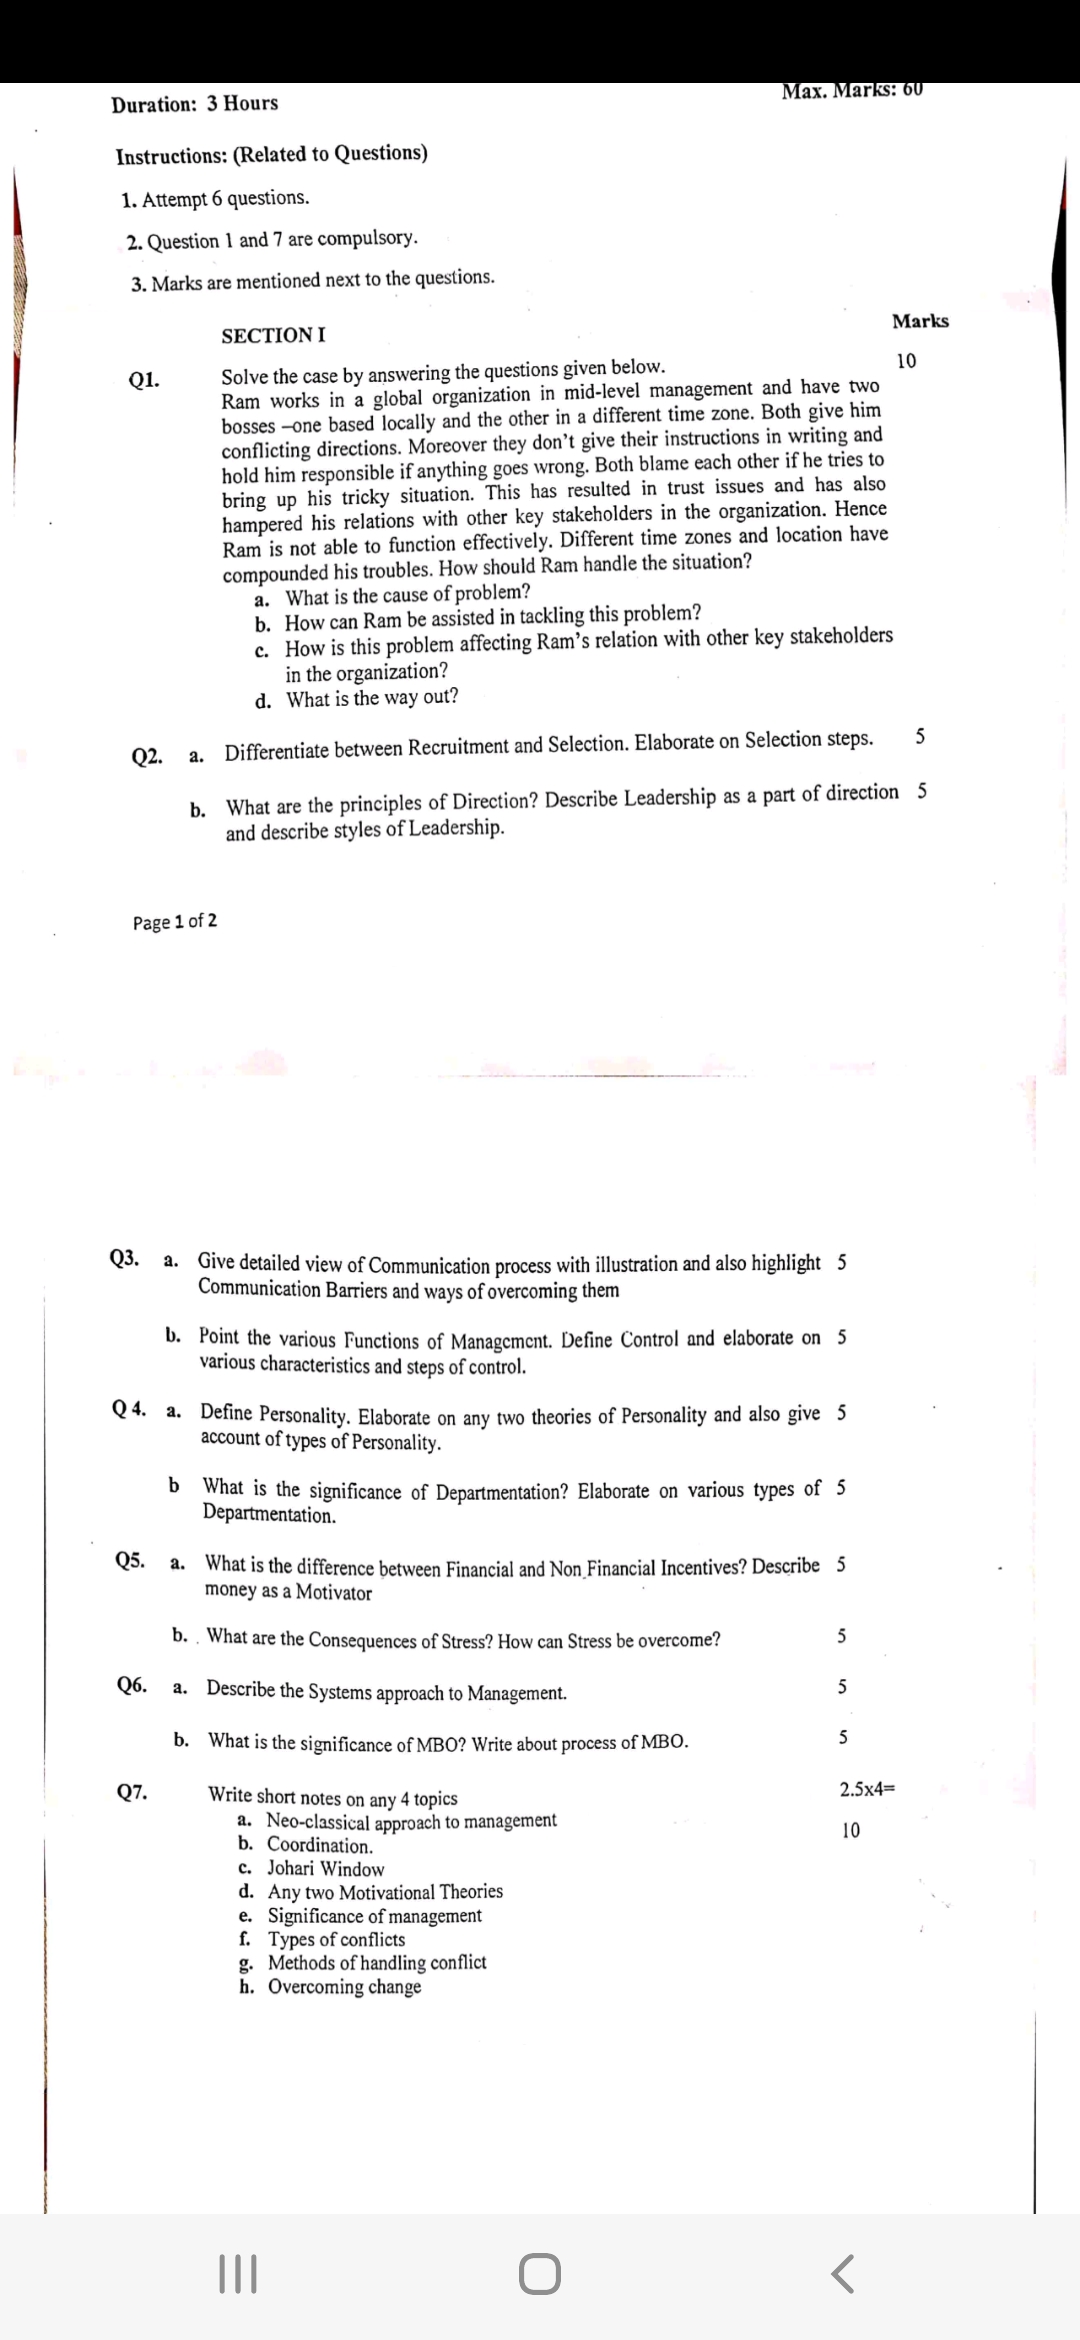 Duration: 3 Hours
Max. Marks: 60
Instructions: (Related to Questions)
1. Attempt 6 questions.
2. Question 1 and 7 are compulsory.
3. Marks are mentioned next to the questions.
SECTION I
Marks
Q1. Solve the case by answering the questions given below. 10
Ram works in a global organization in mid-level management and have two
bosses –one based locally and the other in a different time zone. Both give him
conflicting directions. Moreover they don't give their instructions in writing and
hold him responsible if anything goes wrong. Both blame each other if he tries to
bring up his tricky situation. This has resulted in trust issues and has also
hampered his relations with other key stakeholders in the organization. Hence
Ram is not able to function effectively. Different time zones and location have
compounded his troubles. How should Ram handle the situation?
a. What is the cause of problem?
b. How can Ram be assisted in tackling this problem?
c. How is this problem affecting Ram's relation with other key stakeholders
in the organization?
d. What is the way out?
Q2. a. Differentiate between Recruitment and Selection. Elaborate on Selection steps. 5
b. What are the principles of Direction? Describe Leadership as a part of direction 5
and describe styles of Leadership.
Page 1 of 2
Q3. a. Give detailed view of Communication process with illustration and also highlight 5
Communication Barriers and ways of overcoming them
b. Point the various Functions of Management. Define Control and elaborate on 5
various characteristics and steps of control.
Q 4. a. Define Personality. Elaborate on any two theories of Personality and also give 5
account of types of Personality.
b What is the significance of Departmentation? Elaborate on various types of 5
Departmentation.
Q5. a. What is the difference between Financial and Non Financial Incentives? Describe 5
money as a Motivator
b. What are the Consequences of Stress? How can Stress be overcome? 5
Q6. a. Describe the Systems approach to Management. 5
b. What is the significance of MBO? Write about process of MBO. 5
Q7. Write short notes on any 4 topics 2.5x4=
a. Neo-classical approach to management 10
b. Coordination.
c. Johari Window
d. Any two Motivational Theories
e. Significance of management
f. Types of conflicts
g. Methods of handling conflict
h. Overcoming change